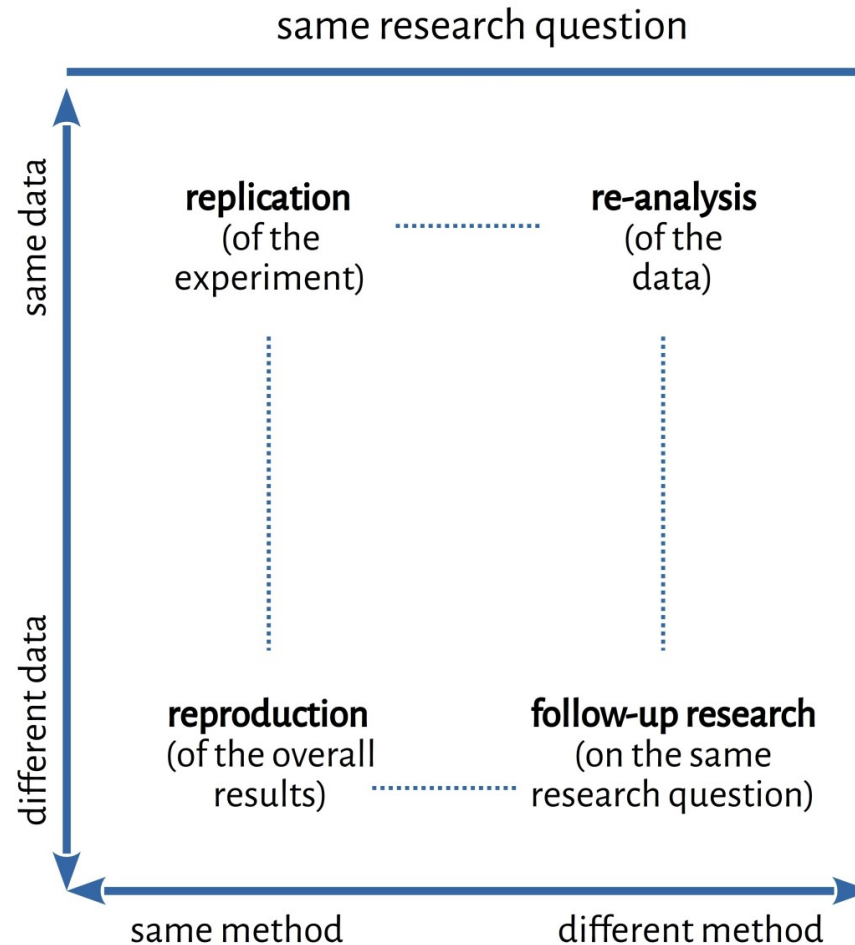 same research question
same data
replication
(of the
experiment)
re-analysis
(of the
data)
different data
reproduction
(of the overall
results)
follow-up research
(on the same
research question)
same method
different method